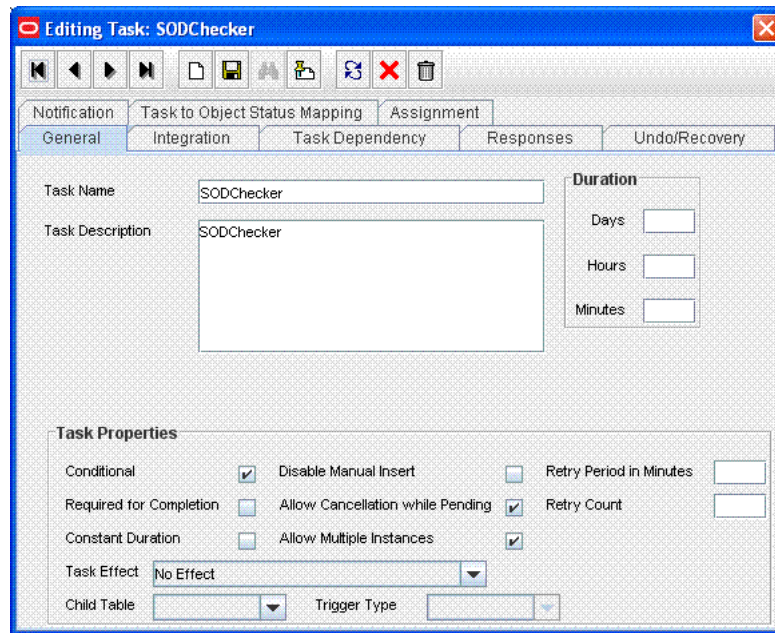 Editing Task: SODChecker
Notification Task to Object Status Mapping Assignment
General Integration Task Dependency Responses Undo/Recovery
Task Name SODChecker Duration
Task Description SODChecker Days
Hours
Minutes
Task Properties
Conditional Disable Manual Insert Retry Period in Minutes
Required for Completion Allow Cancellation while Pending Retry Count
Constant Duration Allow Multiple Instances
Task Effect No Effect
Child Table Trigger Type